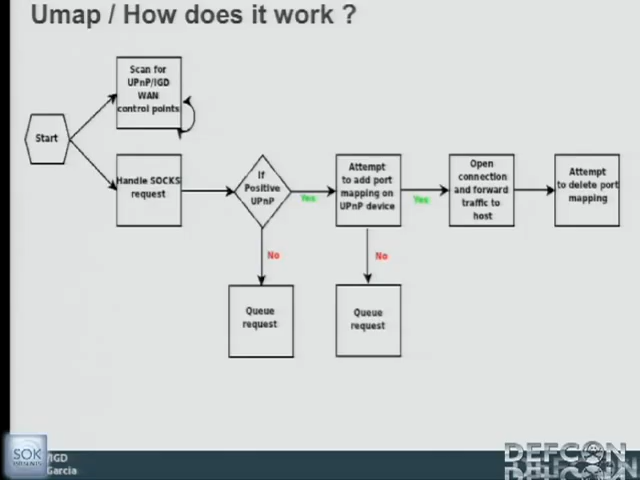 Umap / How does it work ?
Scan for
UPnP/IGD
WAN
control points
Start
Handle SOCKS
request
If
Positive
UPnP
Yes
Attempt
to add port
mapping on
UPnP device
Yes
Open
connection
and forward
traffic to
host
Attempt
to delete port
mapping
No
No
Queue
request
Queue
request
SOK
IGD
Garcia
DEFCON
DEFCON